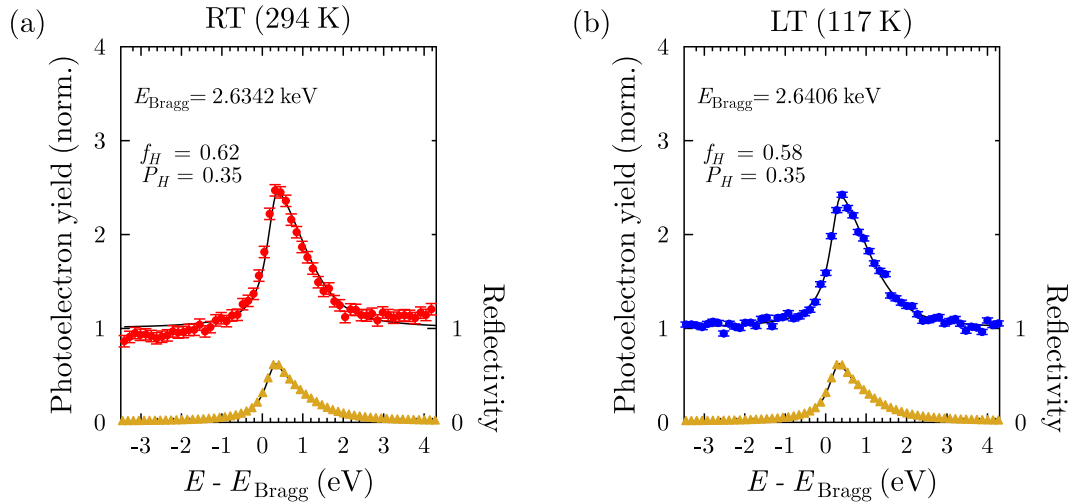 (a)
RT (294 K)
Photoelectron yield (norm.)
4
3
2
1
0
E_Bragg = 2.6342 keV
f_H = 0.62
P_H = 0.35
1
0
Reflectivity
-3 -2 -1 0 1 2 3 4
E - E_Bragg (eV)
(b)
LT (117 K)
Photoelectron yield (norm.)
4
3
2
1
0
E_Bragg = 2.6406 keV
f_H = 0.58
P_H = 0.35
1
0
Reflectivity
-3 -2 -1 0 1 2 3 4
E - E_Bragg (eV)